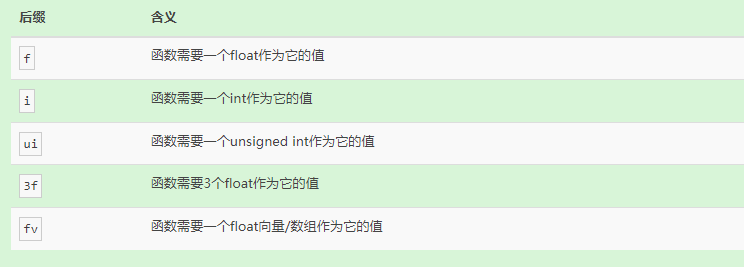 后缀 含义
f 函数需要一个float作为它的值
i 函数需要一个int作为它的值
ui 函数需要一个unsigned int作为它的值
3f 函数需要3个float作为它的值
fv 函数需要一个float向量/数组作为它的值